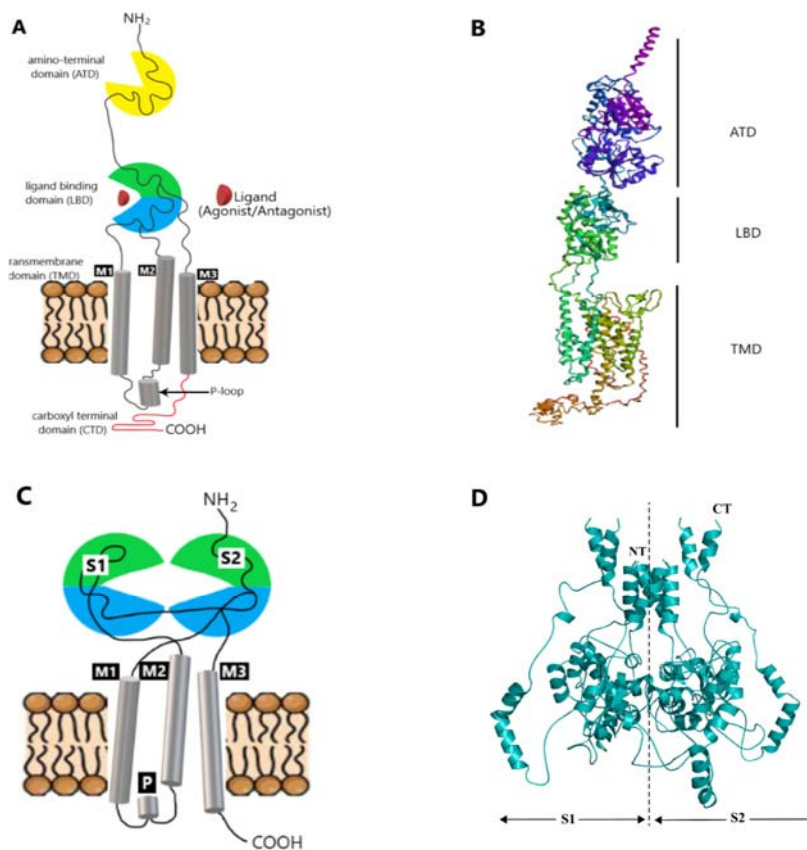 A
NH2
amino-terminal
domain (ATD)
ligand binding
domain (LBD)
Ligand
(Agonist/Antagonist)
ransmembrane
domain (TMD)
M1
M2
M3
P-loop
carboxyl terminal
domain (CTD)
COOH
B
ATD
LBD
TMD
C
NH2
S1
S2
M1
M2
M3
P
COOH
D
CT
NT
S1
S2